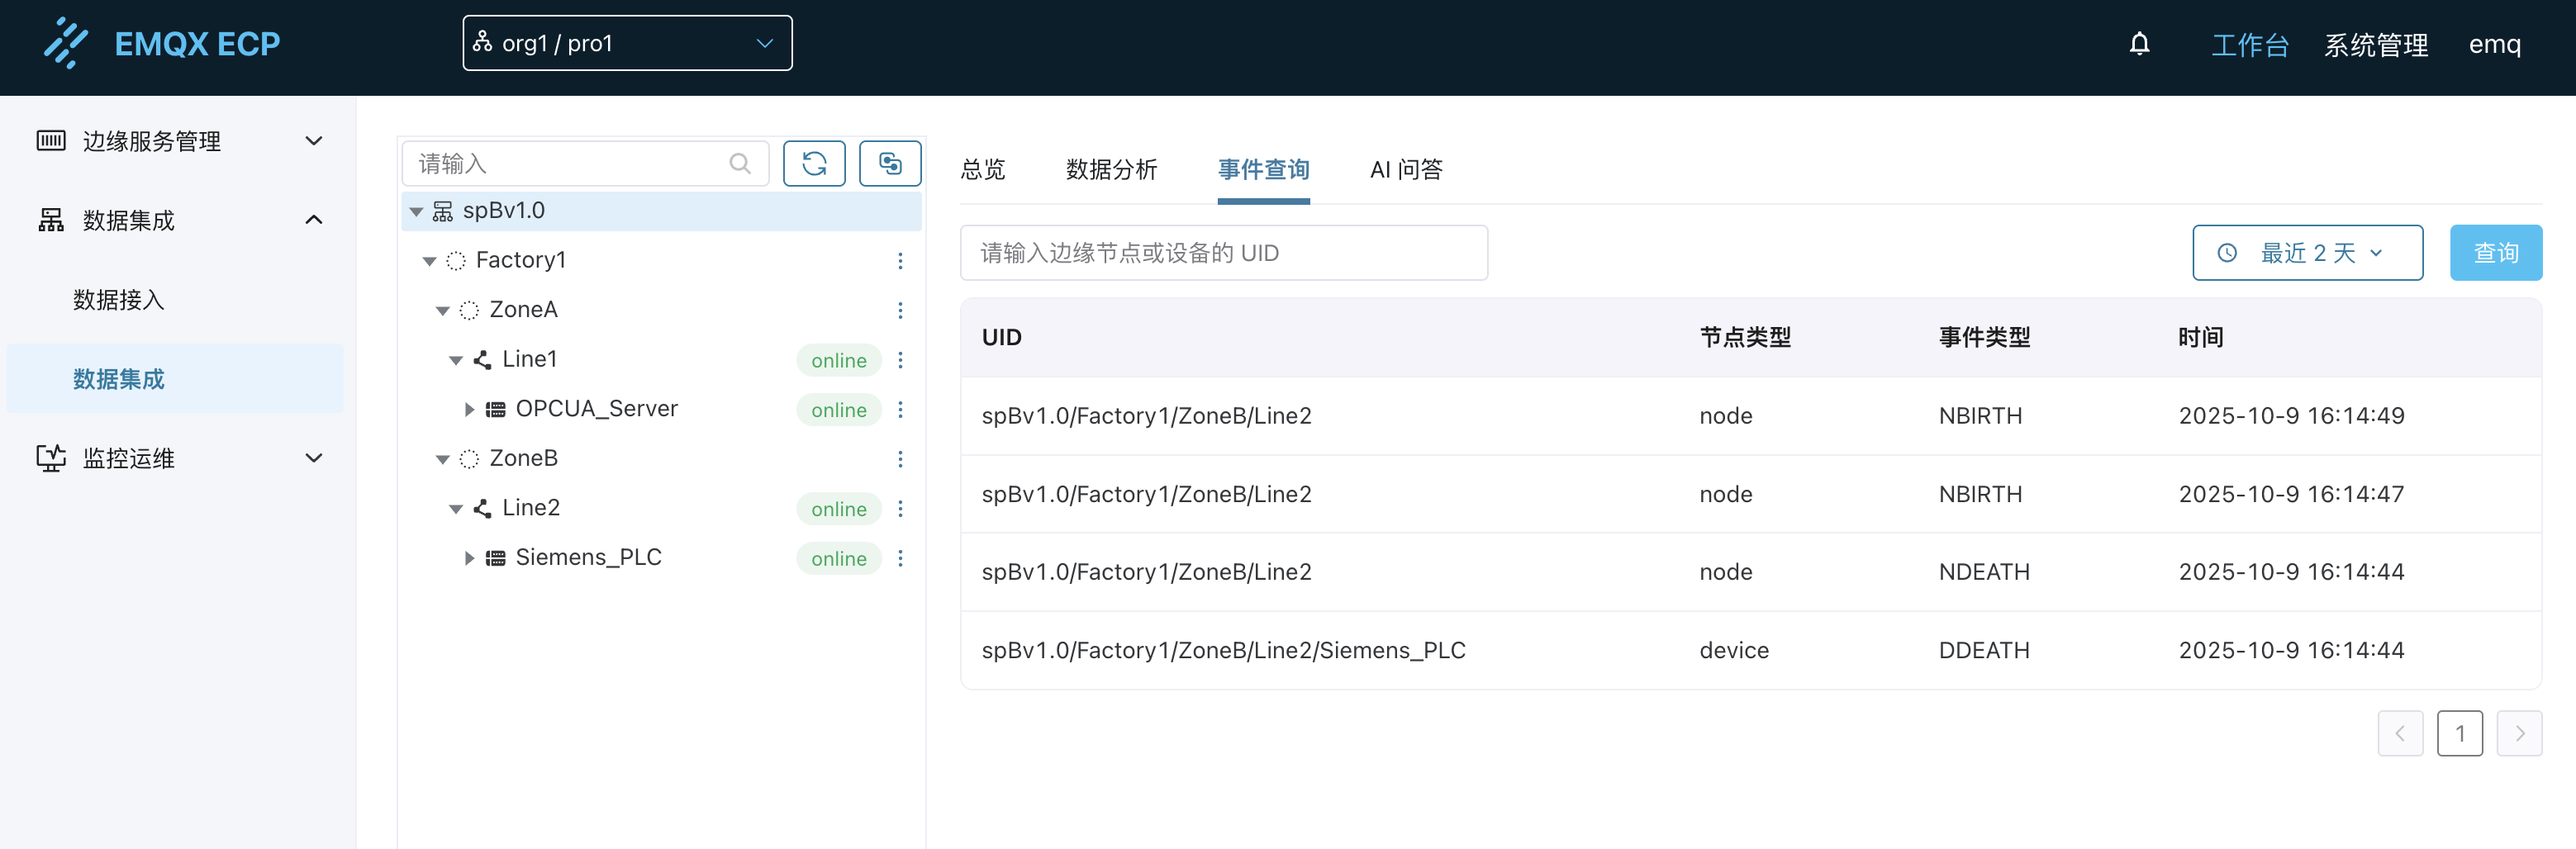 EMQX ECP
org1 / pro1
工作台
系统管理
emq
边缘服务管理
数据集成
数据接入
数据集成
监控运维
请输入
spBv1.0
Factory1
ZoneA
Line1 online
OPCUA_Server online
ZoneB
Line2 online
Siemens_PLC online
总览 数据分析 事件查询 AI 问答
请输入边缘节点或设备的 UID
最近 2 天
查询
UID 节点类型 事件类型 时间
spBv1.0/Factory1/ZoneB/Line2 node NBIRTH 2025-10-9 16:14:49
spBv1.0/Factory1/ZoneB/Line2 node NBIRTH 2025-10-9 16:14:47
spBv1.0/Factory1/ZoneB/Line2 node NDEATH 2025-10-9 16:14:44
spBv1.0/Factory1/ZoneB/Line2/Siemens_PLC device DDEATH 2025-10-9 16:14:44
1